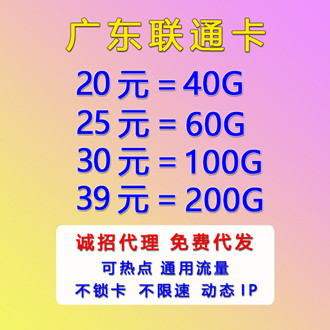 广东联通卡
20元=40G
25元=60G
30元=100G
39元=200G
诚招代理 免费代发
可热点 通用流量
不锁卡 不限速 动态IP